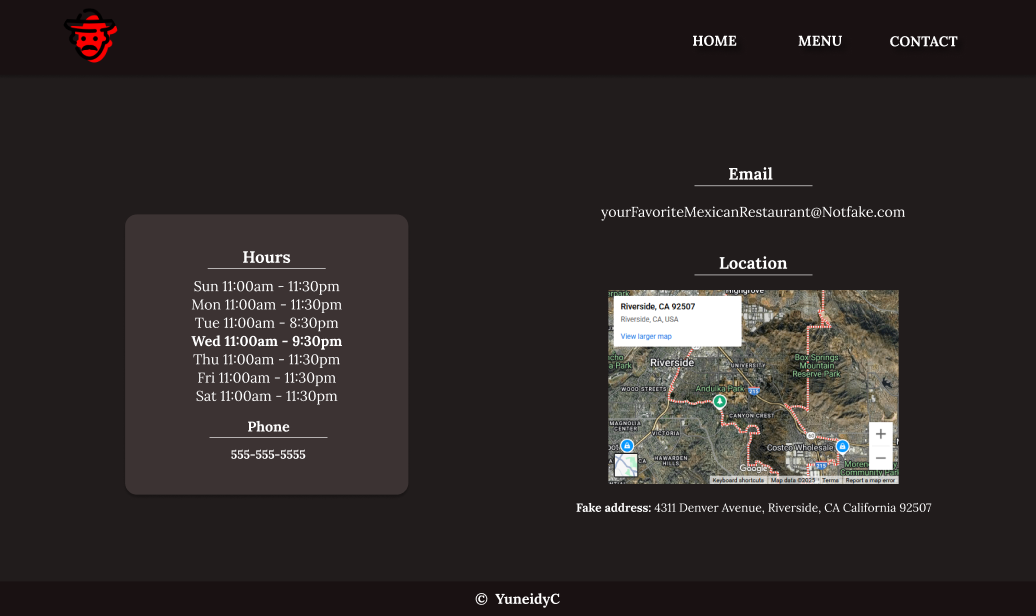 HOME
MENU
CONTACT
Hours
Sun 11:00am - 11:30pm
Mon 11:00am - 11:30pm
Tue 11:00am - 8:30pm
Wed 11:00am - 9:30pm
Thu 11:00am - 11:30pm
Fri 11:00am - 11:30pm
Sat 11:00am - 11:30pm
Phone
555-555-5555
Email
yourFavoriteMexicanRestaurant@Notfake.com
Location
Highgrove
Riverside, CA 92507
Riverside, CA, USA
View larger map
Riverside
UNIVERSITY
Box Springs
Mountain
Reserve Park
WOOD STREETS
Andulka Park
215
MAGNOLIA
CENTER
CANYON CREST
VICTORIA
60
Costco Wholesale
HAWARDEN
HILLS
Google
215
Community Park
Keyboard shortcuts
Map data ©2025
Terms
Report a map error
Fake address: 4311 Denver Avenue, Riverside, CA California 92507
© YuneidyC